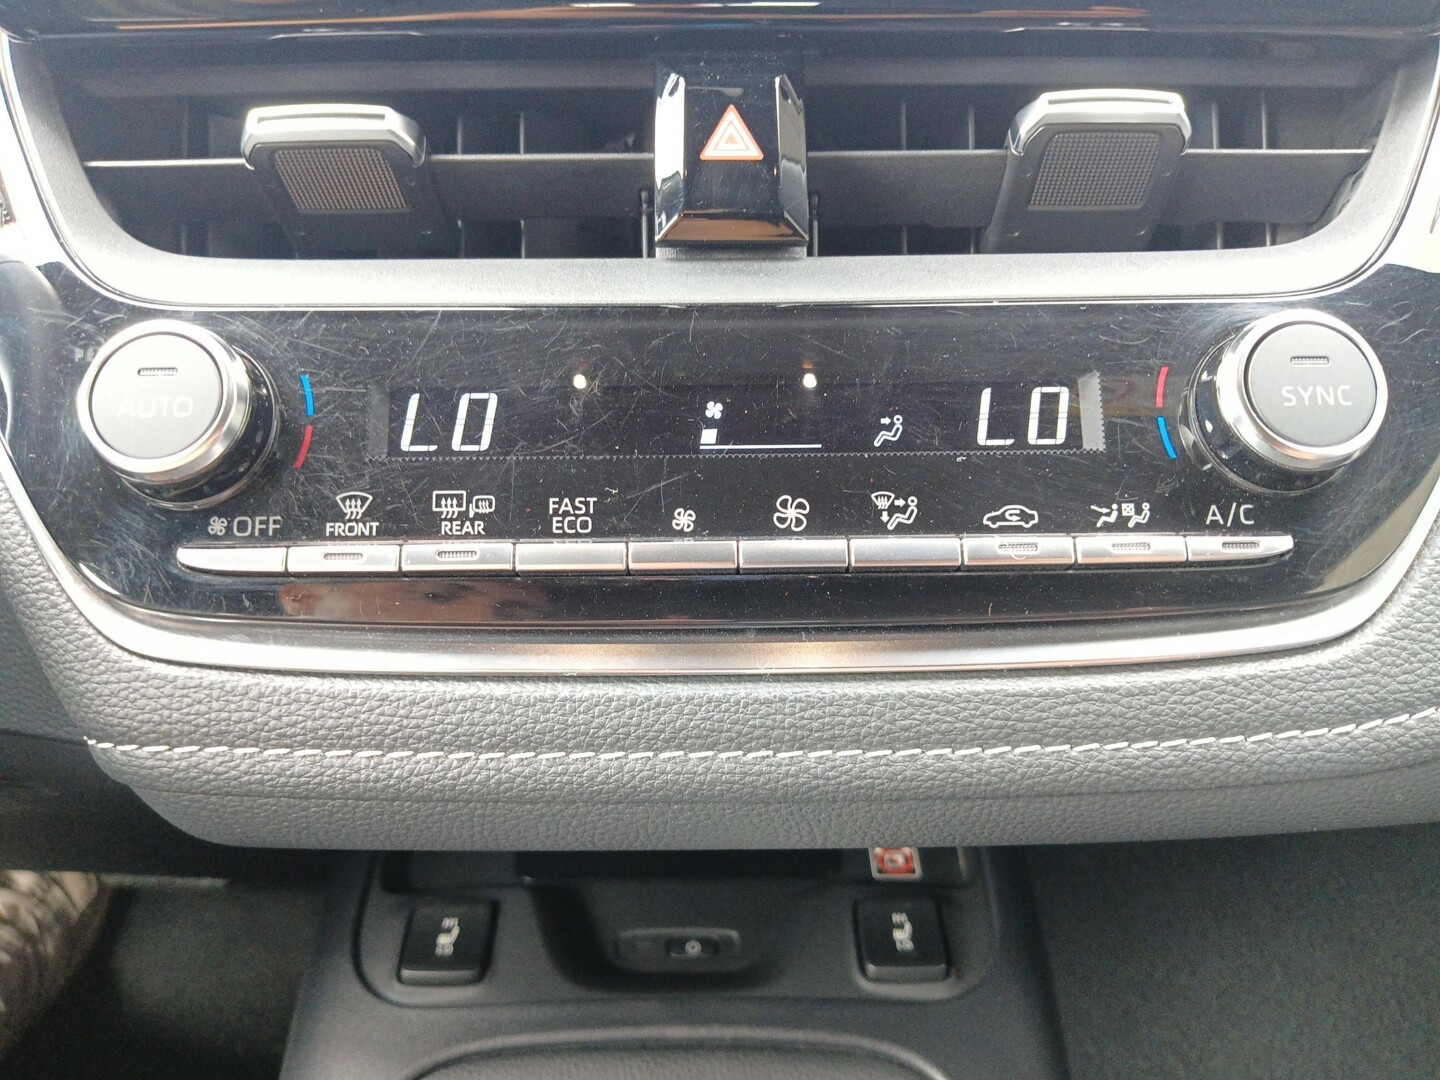 AUTO
SYNC
LO
LO
OFF
FRONT
REAR
FAST
ECO
A/C